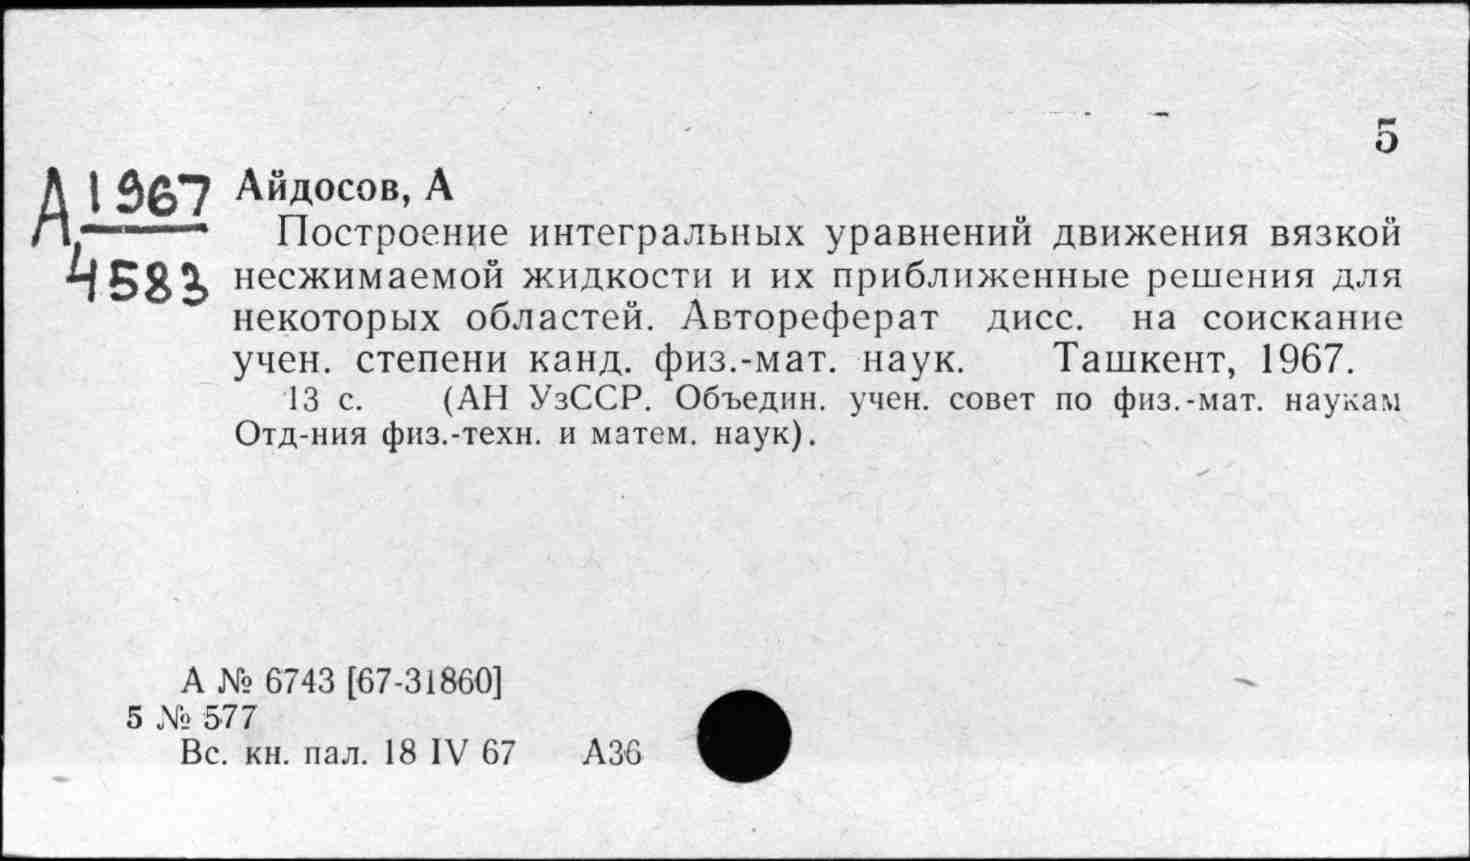 5
А 1967 Айдосов, А
4583
Построение интегральных уравнений движения вязкой
несжимаемой жидкости и их приближенные решения для
некоторых областей. Автореферат дисс. на соискание
учен. степени канд. физ.-мат. наук. Ташкент, 1967.
13 с. (АН УзССР. Объедин. учен. совет по физ.-мат. наукам
Отд-ния физ.-техн. и матем. наук).
А № 6743 [67-31860]
5 № 577
Вс. кн. пал. 18 IV 67 А36